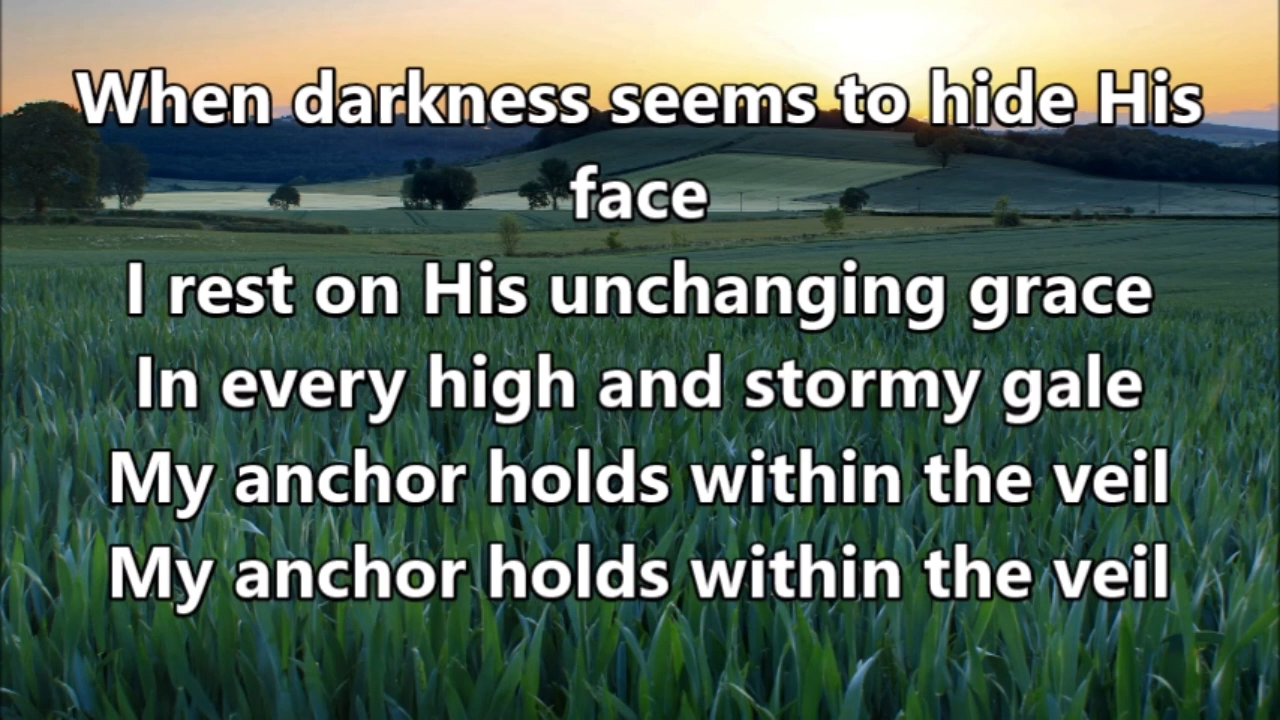 When darkness seems to hide His
face
I rest on His unchanging grace
In every high and stormy gale
My anchor holds within the veil
My anchor holds within the veil